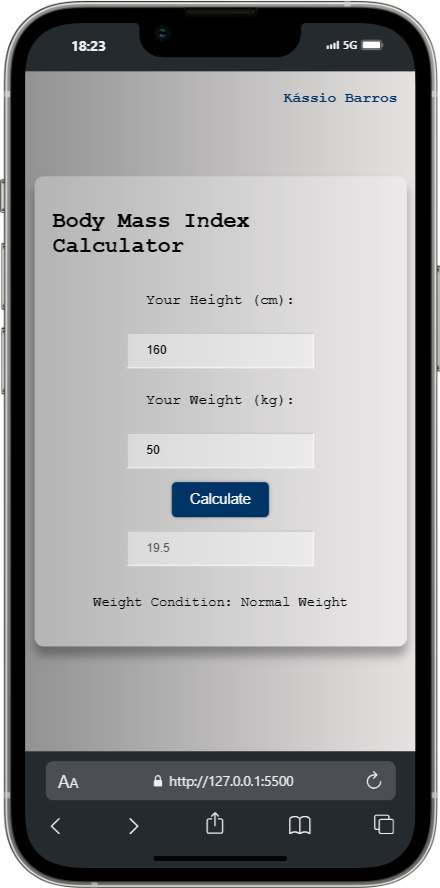 18:23
5G
Kássio Barros
Body Mass Index
Calculator
Your Height (cm):
160
Your Weight (kg):
50
Calculate
19.5
Weight Condition: Normal Weight
AA http://127.0.0.1:5500